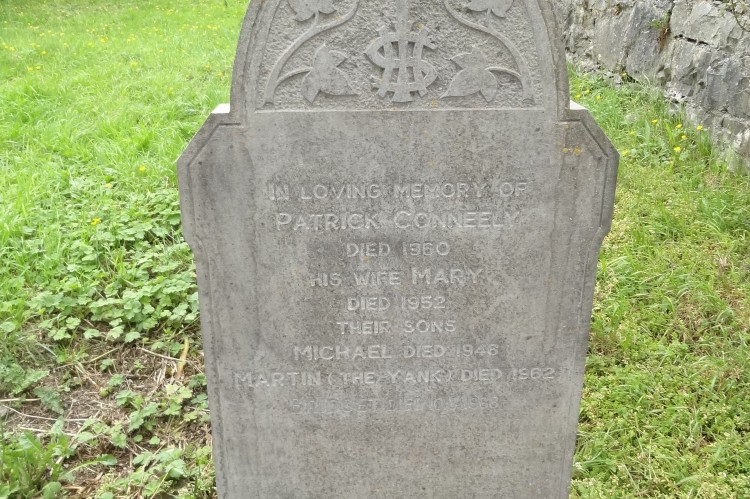 IHS
IN LOVING MEMORY OF
PATRICK CONNEELY
DIED 1960
HIS WIFE MARY
DIED 1952
THEIR SONS
MICHAEL DIED 1946
MARTIN (THE YANK) DIED 1962